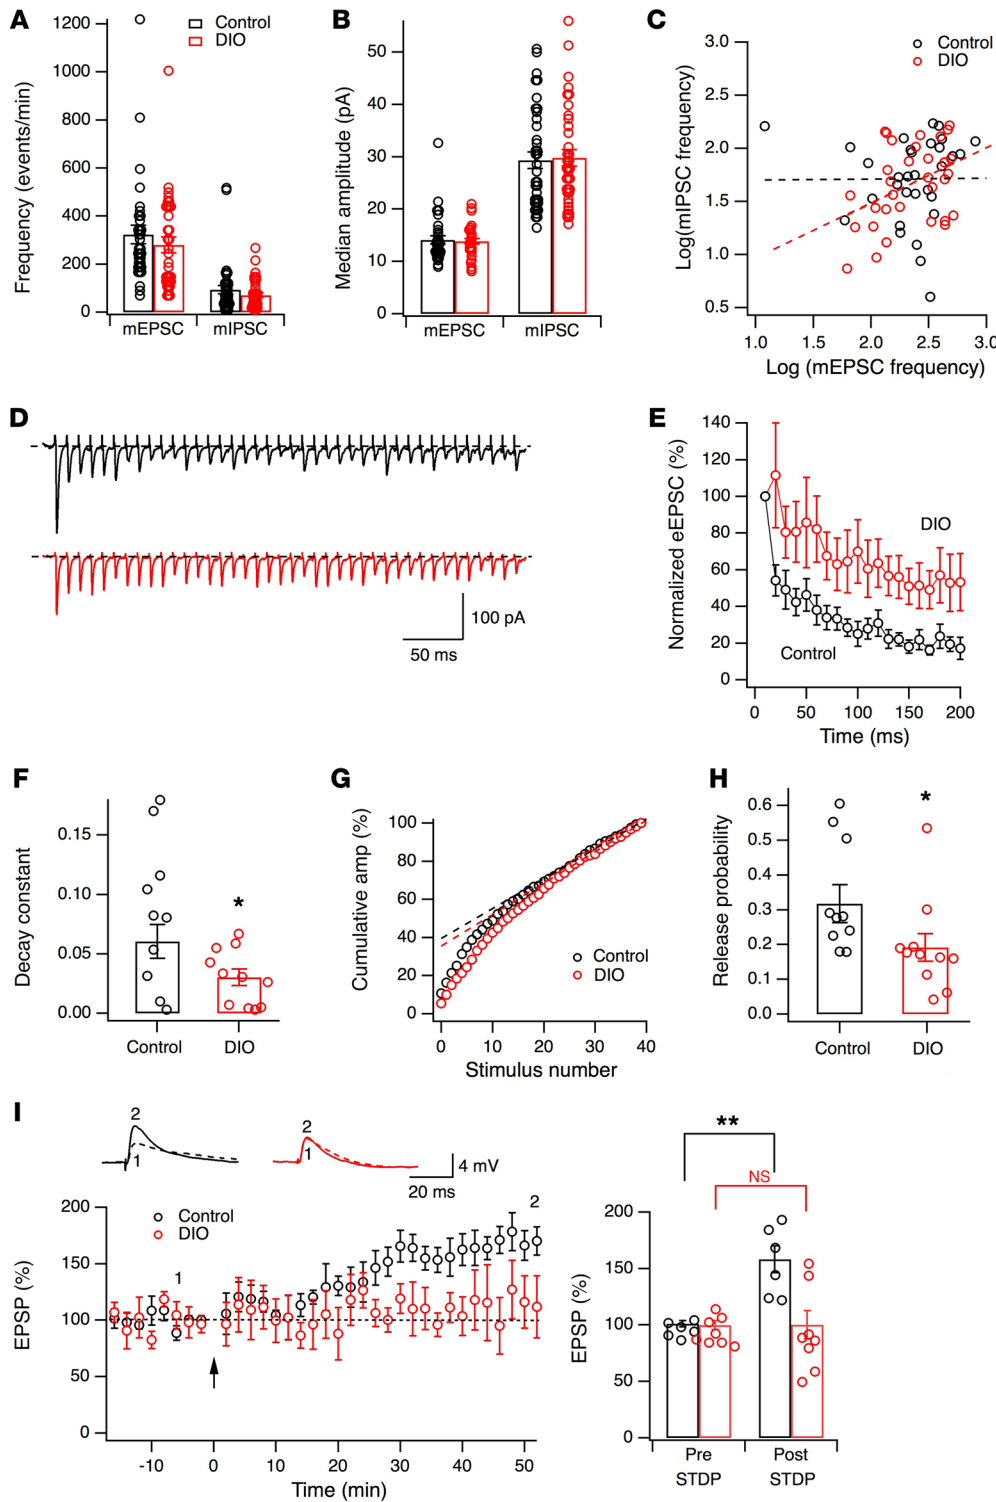 A
Frequency (events/min)
1200
1000
800
600
400
200
0
Control
DIO
mEPSC
mIPSC
B
Median amplitude (pA)
50
40
30
20
10
0
mEPSC
mIPSC
C
Log(mIPSC frequency)
3.0
2.5
2.0
1.5
1.0
0.5
Control
DIO
1.0 1.5 2.0 2.5 3.0
Log (mEPSC frequency)
D
100 pA
50 ms
E
Normalized eEPSC (%)
140
120
100
80
60
40
20
0
DIO
Control
0 50 100 150 200
Time (ms)
F
Decay constant
0.15
0.10
0.05
0.00
*
Control
DIO
G
Cumulative amp (%)
100
80
60
40
20
0
Control
DIO
0 10 20 30 40
Stimulus number
H
Release probability
0.6
0.5
0.4
0.3
0.2
0.1
0.0
*
Control
DIO
I
2
1
2
1
4 mV
20 ms
EPSP (%)
200
150
100
50
0
Control
DIO
1
2
-10 0 10 20 30 40 50
Time (min)
**
NS
EPSP (%)
200
150
100
50
0
Pre
STDP
Post
STDP